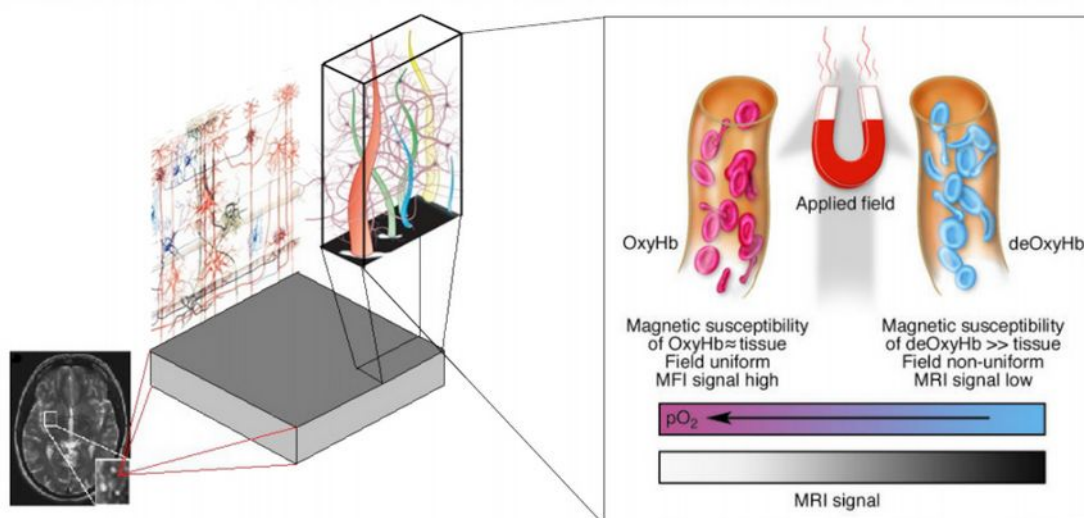 Applied field
OxyHb
deOxyHb
Magnetic susceptibility
of OxyHb≈tissue
Field uniform
MFI signal high
Magnetic susceptibility
of deOxyHb >> tissue
Field non-uniform
MRI signal low
pO₂
MRI signal